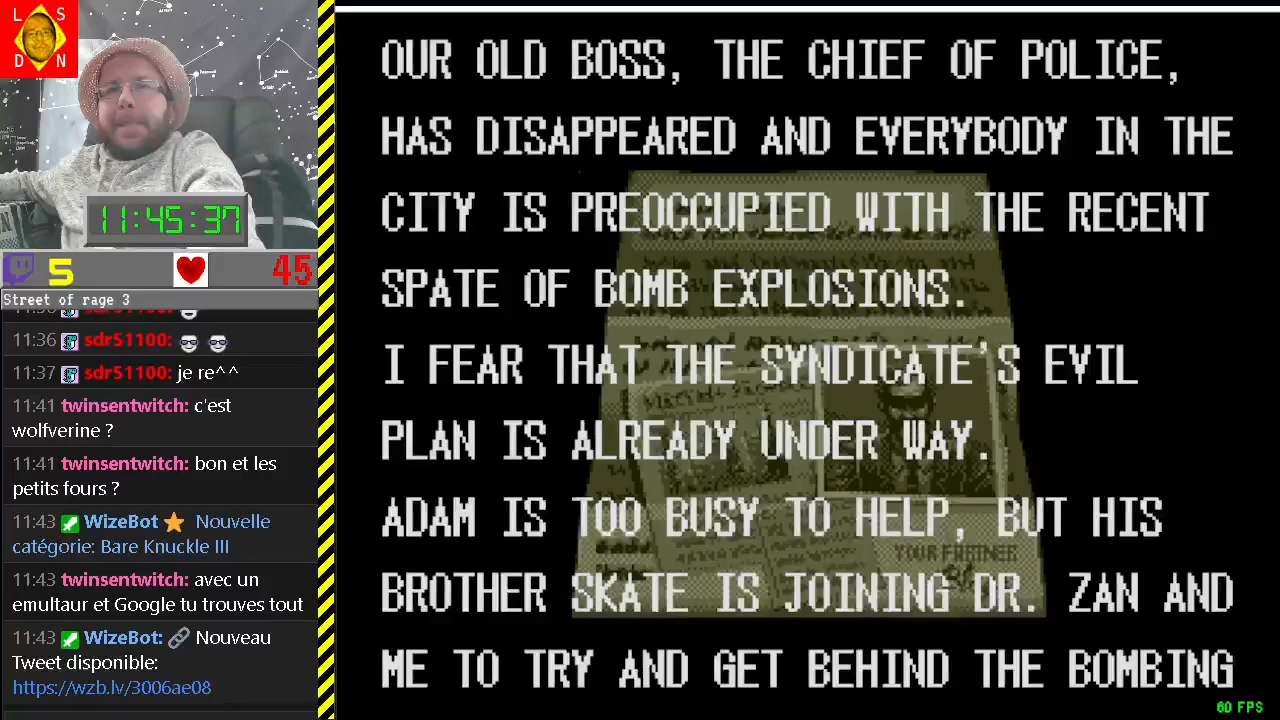 L S
D N
11:45:37
5
45
Street of rage 3
sdr51100:
11:36 sdr51100:
11:37 sdr51100: je re^^
11:41 twinsentwitch: c'est
wolfverine ?
11:41 twinsentwitch: bon et les
petits fours ?
11:43 WizeBot Nouvelle
catégorie: Bare Knuckle III
11:43 twinsentwitch: avec un
emultaur et Google tu trouves tout
11:43 WizeBot: Nouveau
Tweet disponible:
https://wzb.lv/3006ae08
OUR OLD BOSS, THE CHIEF OF POLICE,
HAS DISAPPEARED AND EVERYBODY IN THE
CITY IS PREOCCUPIED WITH THE RECENT
SPATE OF BOMB EXPLOSIONS.
I FEAR THAT THE SYNDICATE'S EVIL
PLAN IS ALREADY UNDER WAY.
ADAM IS TOO BUSY TO HELP, BUT HIS
YOUR PARTNER
BROTHER SKATE IS JOINING DR. ZAN AND
ME TO TRY AND GET BEHIND THE BOMBING
60 FPS